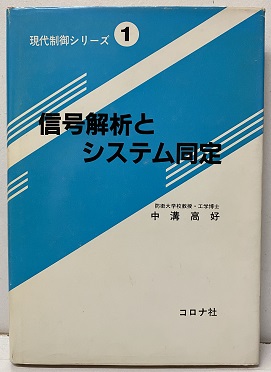 現代制御シリーズ 1
信号解析と
システム同定
防衛大学校教授・工学博士
中溝高好
コロナ社